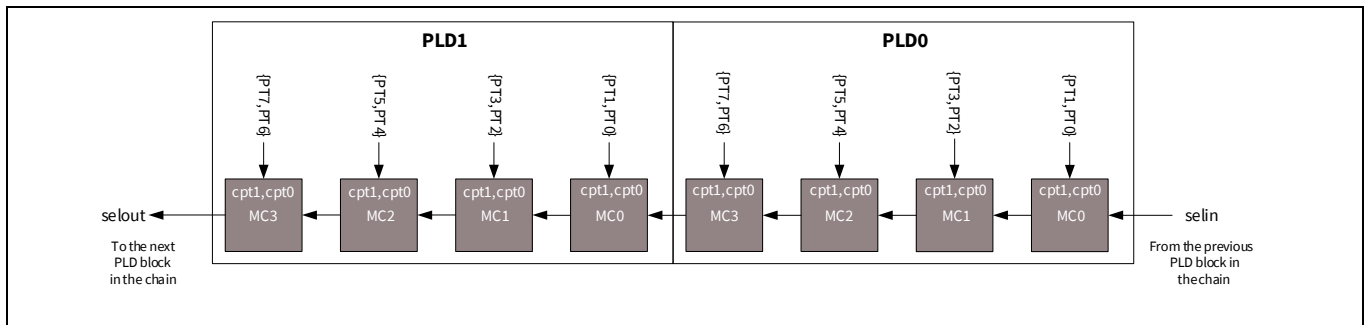 PLD1
PLD0
{PT7,PT6}
{PT5,PT4}
{PT3,PT2}
{PT1,PT0}
{PT7,PT6}
{PT5,PT4}
{PT3,PT2}
{PT1,PT0}
cpt1,cpt0
MC3
cpt1,cpt0
MC2
cpt1,cpt0
MC1
cpt1,cpt0
MC0
cpt1,cpt0
MC3
cpt1,cpt0
MC2
cpt1,cpt0
MC1
cpt1,cpt0
MC0
selout
To the next
PLD block
in the chain
selin
From the previous
PLD block in
the chain